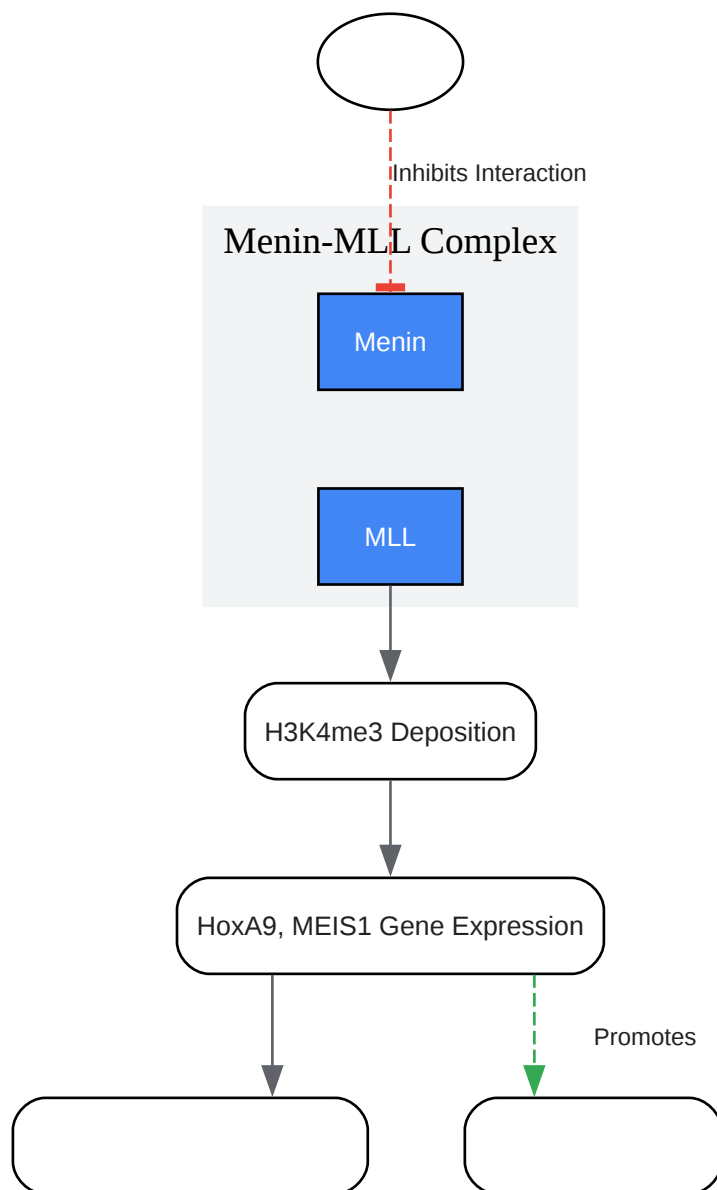 Inhibits Interaction
Menin-MLL Complex
Menin
MLL
H3K4me3 Deposition
HoxA9, MEIS1 Gene Expression
Promotes